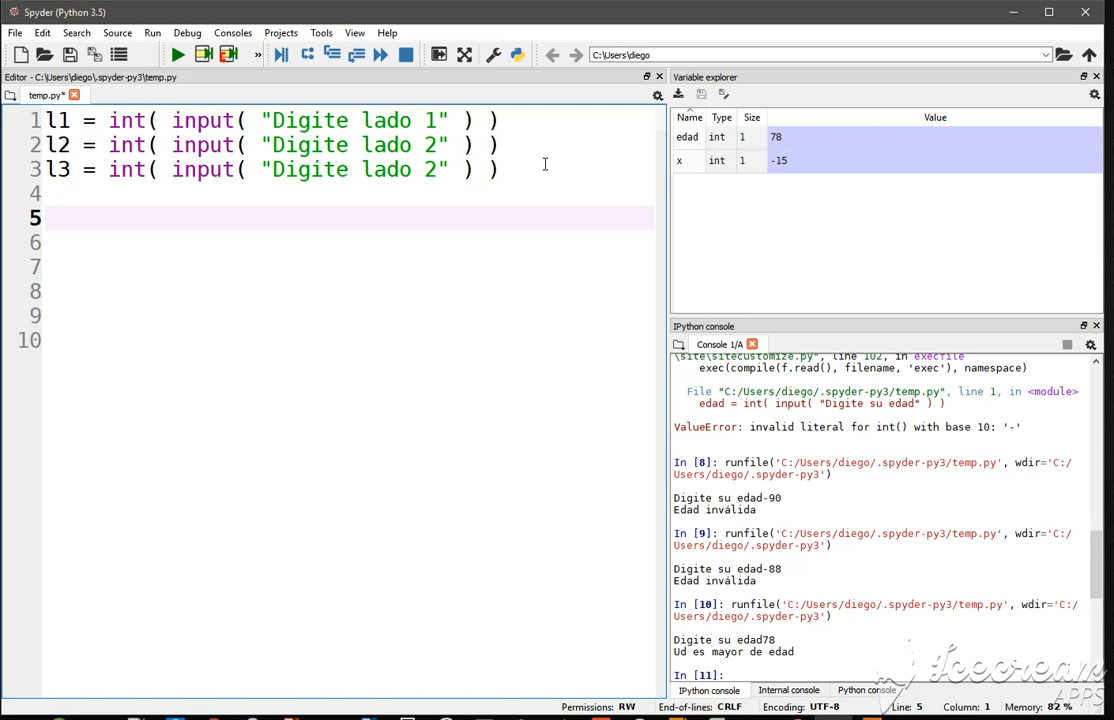 Spyder (Python 3.5)
File Edit Search Source Run Debug Consoles Projects Tools View Help
» C:\Users\diego
Editor - C:\Users\diego\.spyder-py3\temp.py
temp.py*
1 l1 = int( input( "Digite lado 1" ) )
2 l2 = int( input( "Digite lado 2" ) )
3 l3 = int( input( "Digite lado 2" ) )
4
5
6
7
8
9
10
Variable explorer
Name Type Size Value
edad int 1 78
x int 1 -15
IPython console
Console 1/A
\site\sitecustomize.py", line 102, in execfile
exec(compile(f.read(), filename, 'exec'), namespace)
File "C:/Users/diego/.spyder-py3/temp.py", line 1, in <module>
edad = int( input( "Digite su edad" ) )
ValueError: invalid literal for int() with base 10: '-'
In [8]: runfile('C:/Users/diego/.spyder-py3/temp.py', wdir='C:/
Users/diego/.spyder-py3')
Digite su edad-90
Edad inválida
In [9]: runfile('C:/Users/diego/.spyder-py3/temp.py', wdir='C:/
Users/diego/.spyder-py3')
Digite su edad-88
Edad inválida
In [10]: runfile('C:/Users/diego/.spyder-py3/temp.py', wdir='C:/
Users/diego/.spyder-py3')
Digite su edad78
Ud es mayor de edad
In [11]:
Icecream
APPS
IPython console Internal console Python console
Permissions: RW End-of-lines: CRLF Encoding: UTF-8 Line: 5 Column: 1 Memory: 82 %